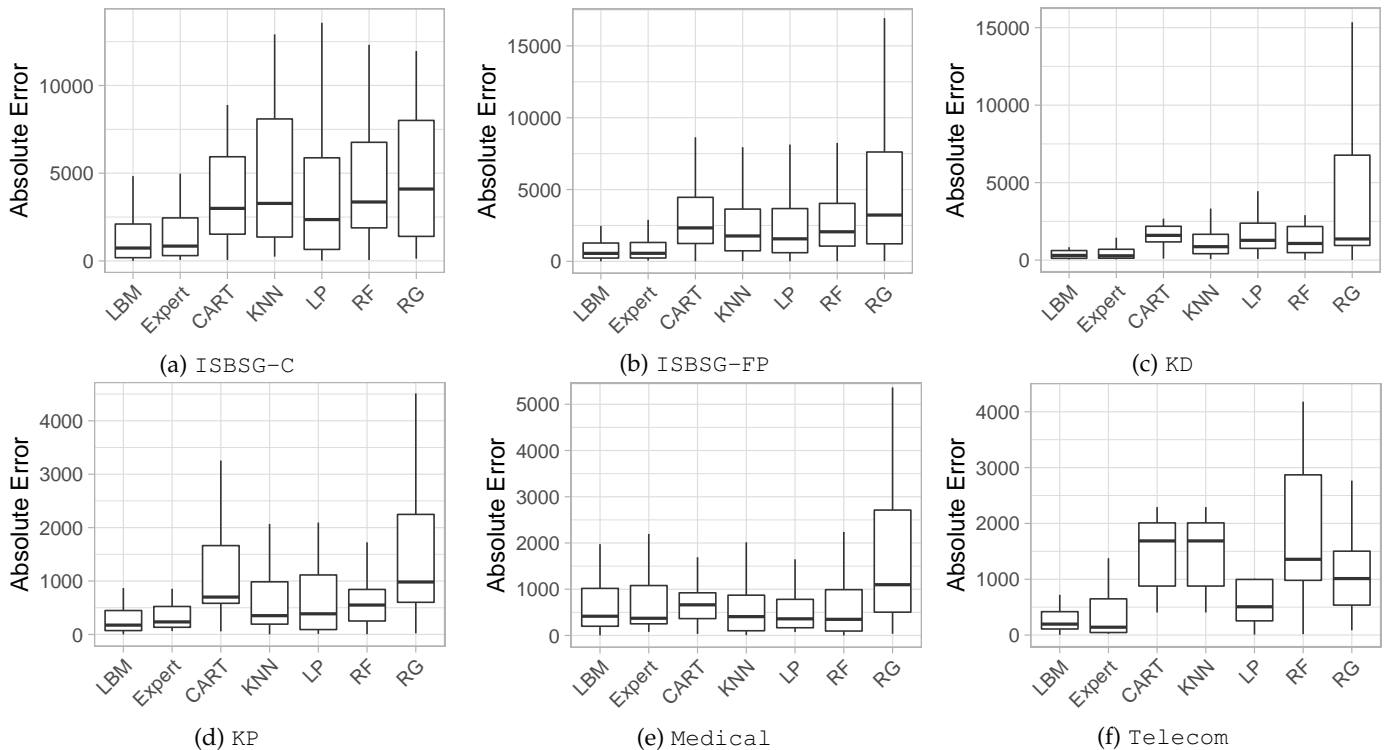 Absolute Error
10000
5000
0
LBM Expert CART KNN LP RF RG
(a) ISBSG-C
Absolute Error
15000
10000
5000
0
LBM Expert CART KNN LP RF RG
(b) ISBSG-FP
Absolute Error
15000
10000
5000
0
LBM Expert CART KNN LP RF RG
(c) KD
Absolute Error
4000
3000
2000
1000
0
LBM Expert CART KNN LP RF RG
(d) KP
Absolute Error
5000
4000
3000
2000
1000
0
LBM Expert CART KNN LP RF RG
(e) Medical
Absolute Error
4000
3000
2000
1000
0
LBM Expert CART KNN LP RF RG
(f) Telecom